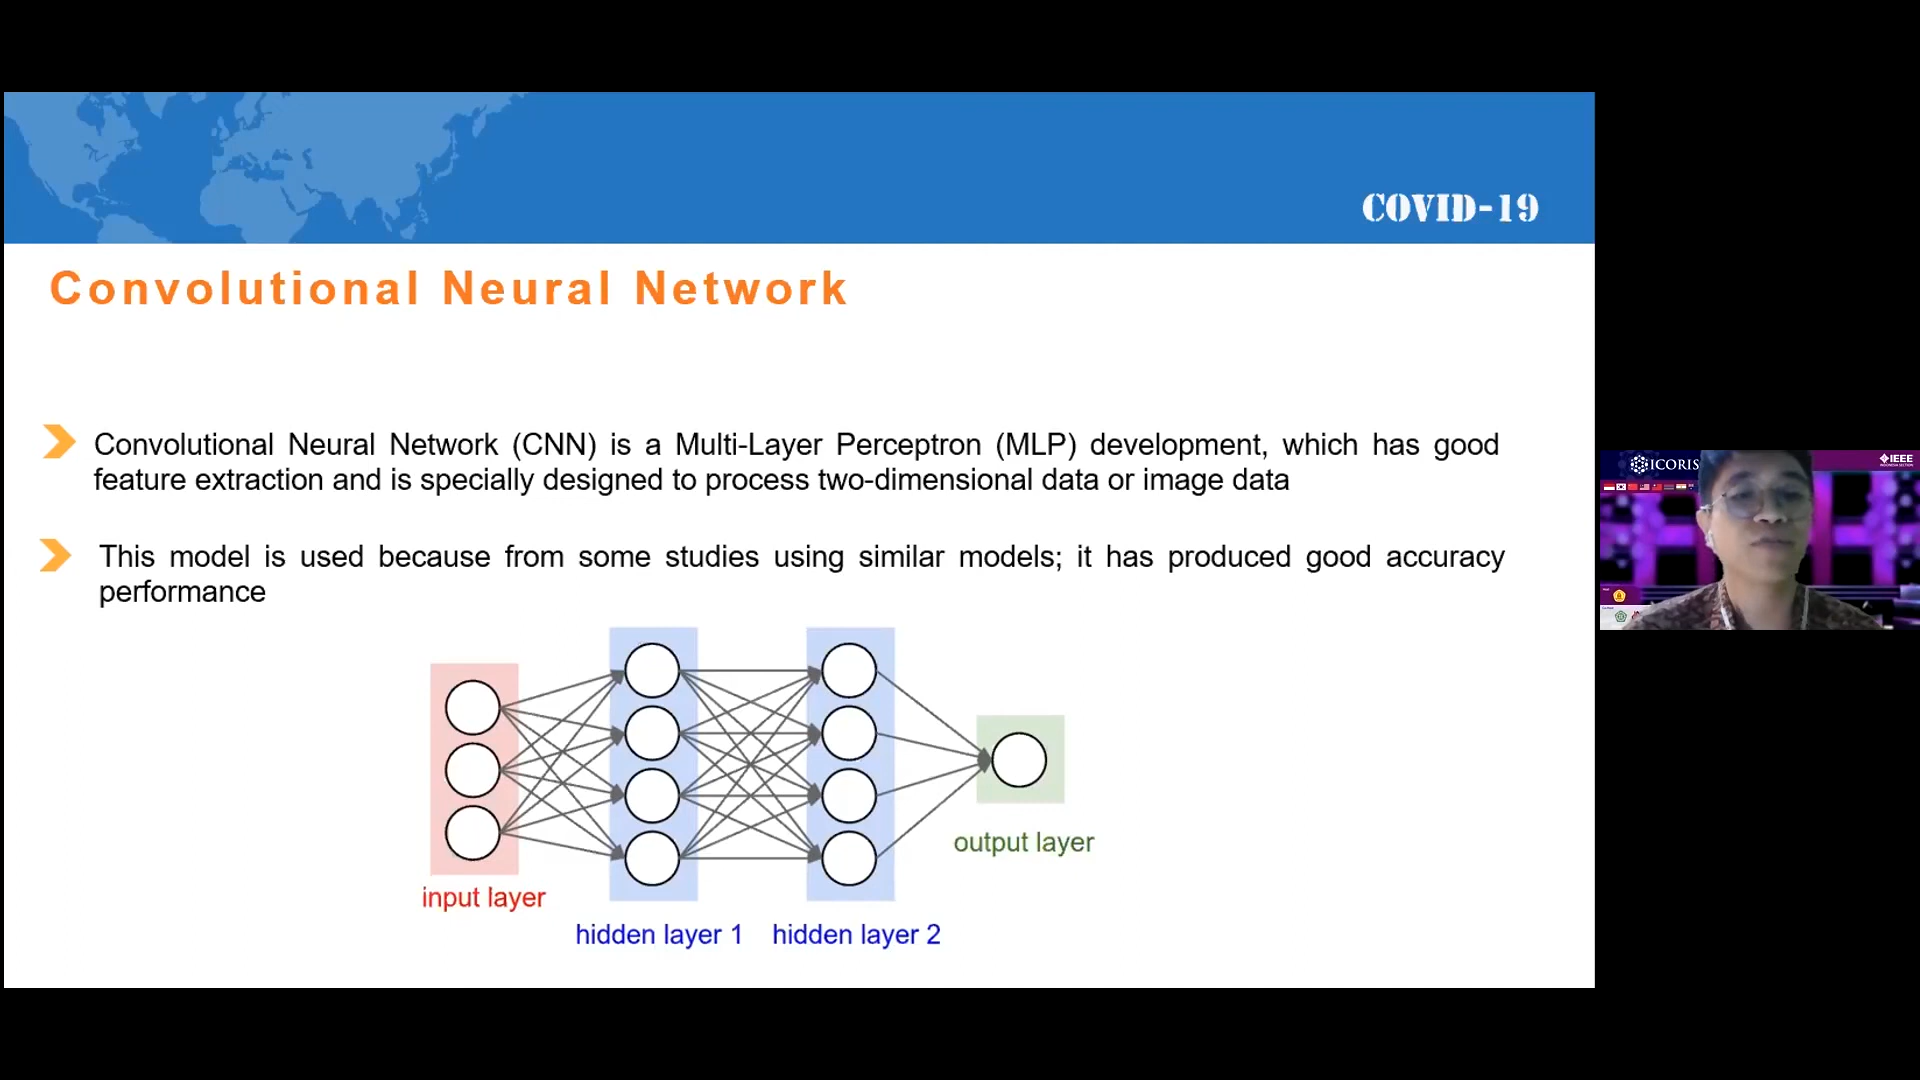 COVID-19
Convolutional Neural Network
Convolutional Neural Network (CNN) is a Multi-Layer Perceptron (MLP) development, which has good
feature extraction and is specially designed to process two-dimensional data or image data
This model is used because from some studies using similar models; it has produced good accuracy
performance
input layer
hidden layer 1
hidden layer 2
output layer
ICORIS
IEEE
INDONESIA SECTION